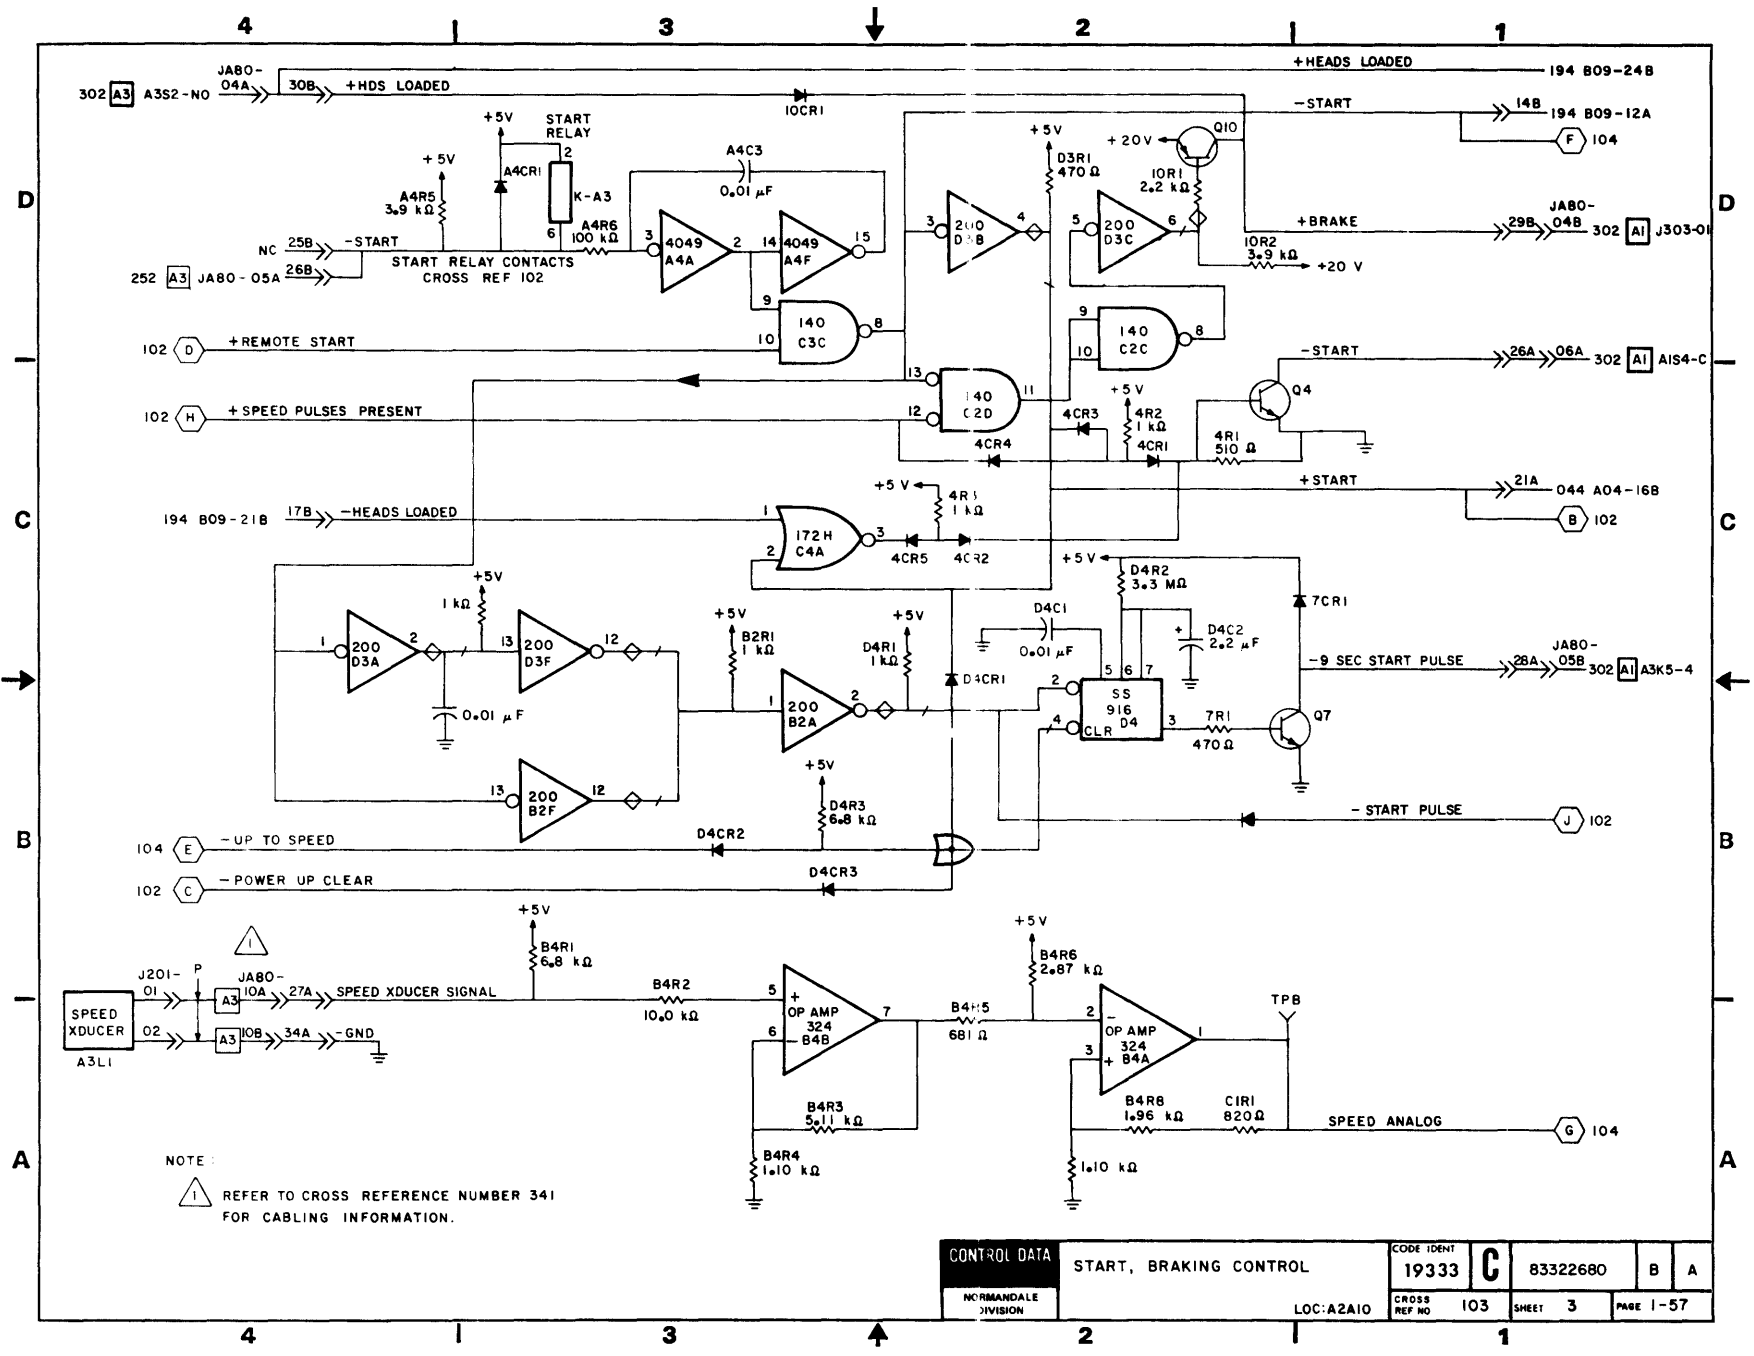 4 3 2 1
+HEADS LOADED
194 B09-24B
302 A3 A3S2-NO
JA80-
04A
30B
+HDS LOADED
10CR1
-START
14B
194 B09-12A
F 104
+5V
START
RELAY
2
A4CR1
K-A3
6
+5V
A4R5
3.9 kΩ
A4C3
0.01 µF
A4R6
100 kΩ
3
4049
A4A
2
14
4049
A4F
15
+5V
D3R1
470 Ω
3
4
+20V
Q10
10R1
2.2 kΩ
5
200
D3C
6
10R2
3.9 kΩ
+20 V
+BRAKE
29B
JA80-
04B
302 A1 J303-01
D
D
NC
25B
-START
START RELAY CONTACTS
CROSS REF 102
252 A3 JA80-05A
26B
9
10
140
C3C
8
9
10
140
C2C
8
102 D
+REMOTE START
-START
26A
06A
302 A1 A1S4-C
13
12
11
102 H
+SPEED PULSES PRESENT
4CR3
+5V
4R2
1 kΩ
4CR1
4CR4
4R1
510 Ω
Q4
+START
21A
044 A04-16B
B 102
C
C
194 B09-21B
17B
-HEADS LOADED
1
2
172H
C4A
3
+5V
1 kΩ
4CR5
4CR2
+5V
1 kΩ
1
200
D3A
2
13
200
D3F
12
0.01 µF
+5V
B2R1
1 kΩ
1
200
B2A
2
+5V
D4R1
1 kΩ
D4CR1
+5V
D4R2
3.3 MΩ
D4C1
0.01 µF
D4C2
+
2.2 µF
5 6 7
2
4
SS
916
D4
CLR
3
7R1
470Ω
7CR1
Q7
-9 SEC START PULSE
28A
JA80-
05B
302 A1 A3K5-4
13
200
B2F
12
+5V
D4R3
6.8 kΩ
-START PULSE
J 102
B
B
104 E
-UP TO SPEED
D4CR2
102 C
-POWER UP CLEAR
D4CR3
1
SPEED
XDUCER
A3L1
J201-
01
02
P
JA80-
A3 10A
27A
SPEED XDUCER SIGNAL
A3 10B
34A
-GND
+5V
B4R1
6.8 kΩ
B4R2
10.0 kΩ
5
+
6
-
OP AMP
324
B4B
7
B4R3
5.11 kΩ
B4R4
1.10 kΩ
681 Ω
+5V
B4R6
2.87 kΩ
2
-
3
+
OP AMP
324
B4A
1
TPB
B4R8
1.96 kΩ
C1R1
820Ω
1.10 kΩ
SPEED ANALOG
G 104
A
A
NOTE:
1 REFER TO CROSS REFERENCE NUMBER 341
FOR CABLING INFORMATION.
CONTROL DATA
NORMANDALE
DIVISION
START, BRAKING CONTROL
LOC:A2A10
CODE IDENT
19333
C
83322680
B
A
CROSS
REF NO
103
SHEET 3
PAGE 1-57
4 3 2 1